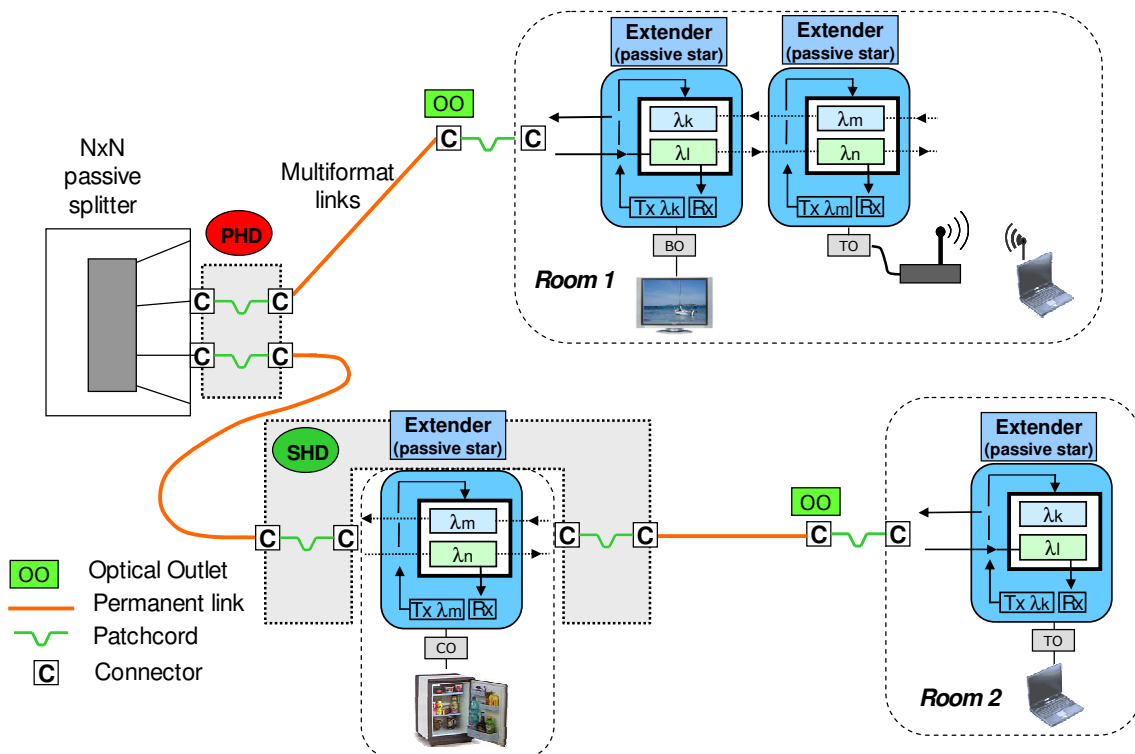 Extender
(passive star)
Extender
(passive star)
OO
λk
λm
C
C
λl
λn
NxN
passive
splitter
Multiformat
links
Tx λk
Rx
Tx λm
Rx
PHD
BO
TO
Room 1
C
C
C
C
Extender
(passive star)
Extender
(passive star)
SHD
OO
λm
λk
C
C
C
C
C
C
λn
λl
OO
Optical Outlet
Permanent link
Tx λm
Rx
Tx λk
Rx
Patchcord
CO
TO
C
Connector
Room 2